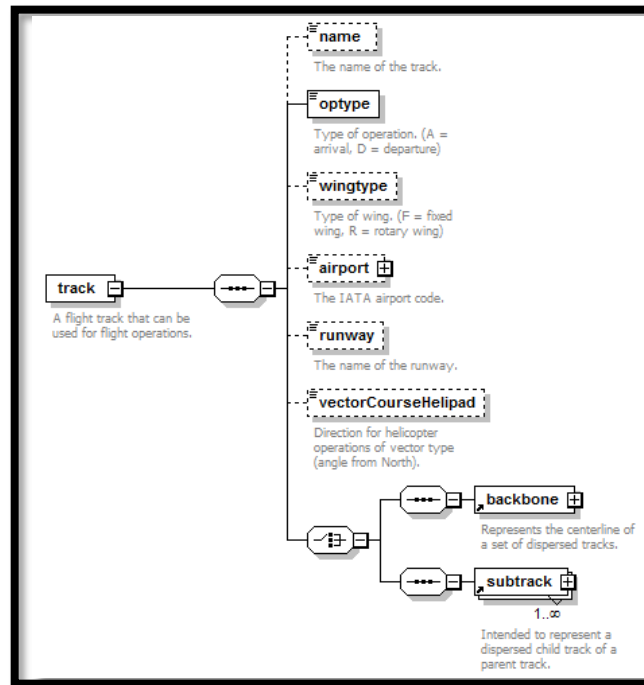 name
The name of the track.
optype
Type of operation. (A =
arrival, D = departure)
wingtype
Type of wing. (F = fixed
wing, R = rotary wing)
airport
The IATA airport code.
track
A flight track that can be
used for flight operations.
runway
The name of the runway.
vectorCourseHelipad
Direction for helicopter
operations of vector type
(angle from North).
backbone
Represents the centerline of
a set of dispersed tracks.
subtrack
1..∞
Intended to represent a
dispersed child track of a
parent track.